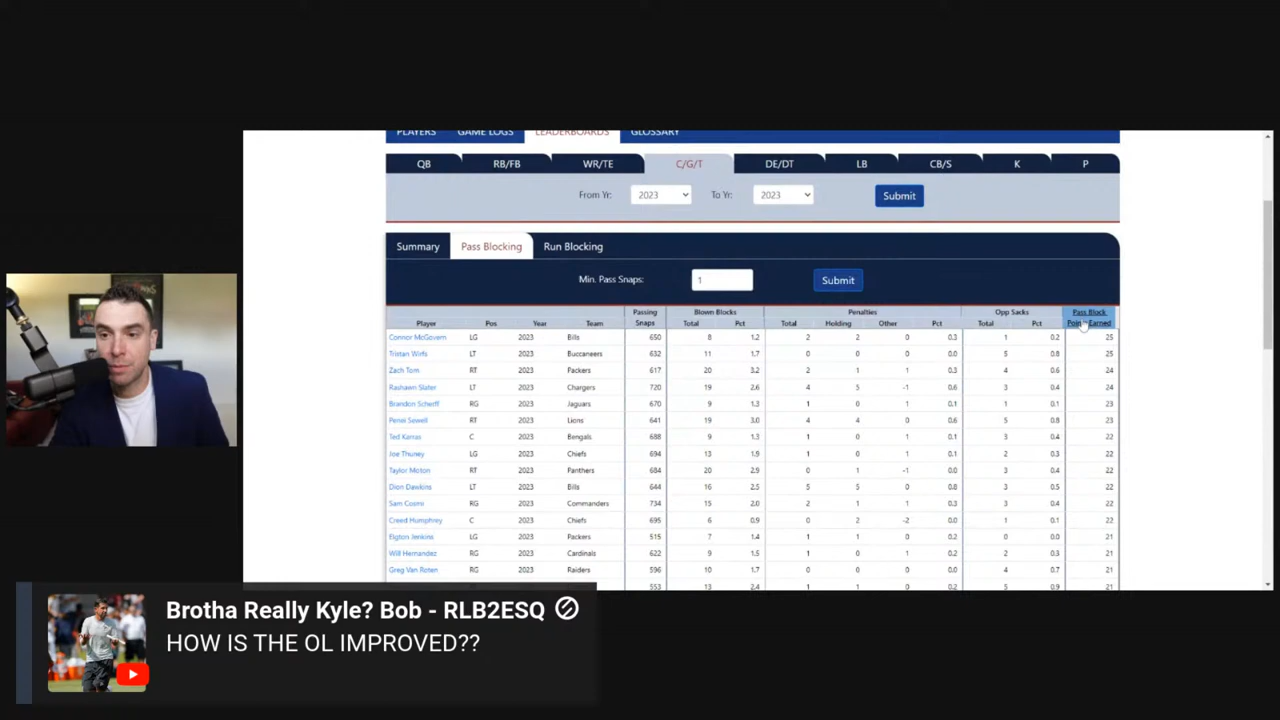 PLAYERS GAME LOGS LEADERBOARDS GLOSSARY
QB RB/FB WR/TE C/G/T DE/DT LB CB/S K P
From Yr: 2023 To Yr: 2023 Submit
Summary Pass Blocking Run Blocking
Min. Pass Snaps: 1 Submit
Passing Blown Blocks Penalties Opp Sacks Pass Block
Player Pos Year Team Snaps Total Pct Total Holding Other Pct Total Pct Earned
Connor McGovern LG 2023 Bills 650 8 1.2 2 2 0 0.3 1 0.2 25
Tristan Wirfs LT 2023 Buccaneers 632 11 1.7 0 0 0 0.0 5 0.8 25
Zach Tom RT 2023 Packers 617 20 3.2 2 1 1 0.3 4 0.6 24
Rashawn Slater LT 2023 Chargers 720 19 2.6 4 5 -1 0.6 3 0.4 24
Brandon Scherff RG 2023 Jaguars 670 9 1.3 1 0 1 0.1 1 0.1 23
Penei Sewell RT 2023 Lions 641 19 3.0 4 4 0 0.6 5 0.8 23
Ted Karras C 2023 Bengals 688 9 1.3 1 0 1 0.1 3 0.4 22
Joe Thuney LG 2023 Chiefs 694 13 1.9 1 0 1 0.1 2 0.3 22
Taylor Moton RT 2023 Panthers 684 20 2.9 0 1 -1 0.0 3 0.4 22
Dion Dawkins LT 2023 Bills 644 16 2.5 5 5 0 0.8 3 0.5 22
Sam Cosmi RG 2023 Commanders 734 15 2.0 2 1 1 0.3 3 0.4 22
Creed Humphrey C 2023 Chiefs 695 6 0.9 0 2 -2 0.0 1 0.1 22
Elgton Jenkins LG 2023 Packers 515 7 1.4 1 1 0 0.2 0 0.0 21
Will Hernandez RG 2023 Cardinals 622 9 1.5 1 0 1 0.2 2 0.3 21
Greg Van Roten RG 2023 Raiders 596 10 1.7 1 1 0 0.2 4 0.7 21
553 13 2.4 1 1 0 0.2 5 0.9 21
Brotha Really Kyle? Bob - RLB2ESQ
HOW IS THE OL IMPROVED??